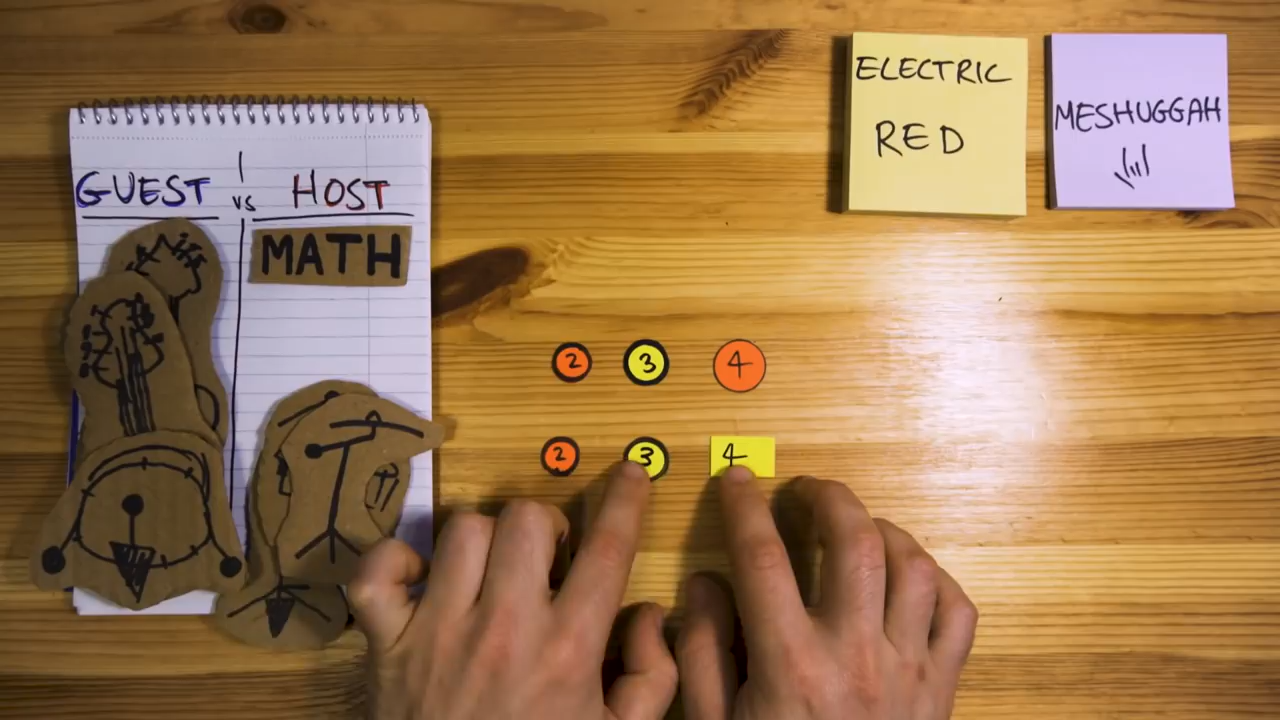 GUEST vs HOST
MATH
ELECTRIC
RED
MESHUGGAH
2 3 4
2 3 4